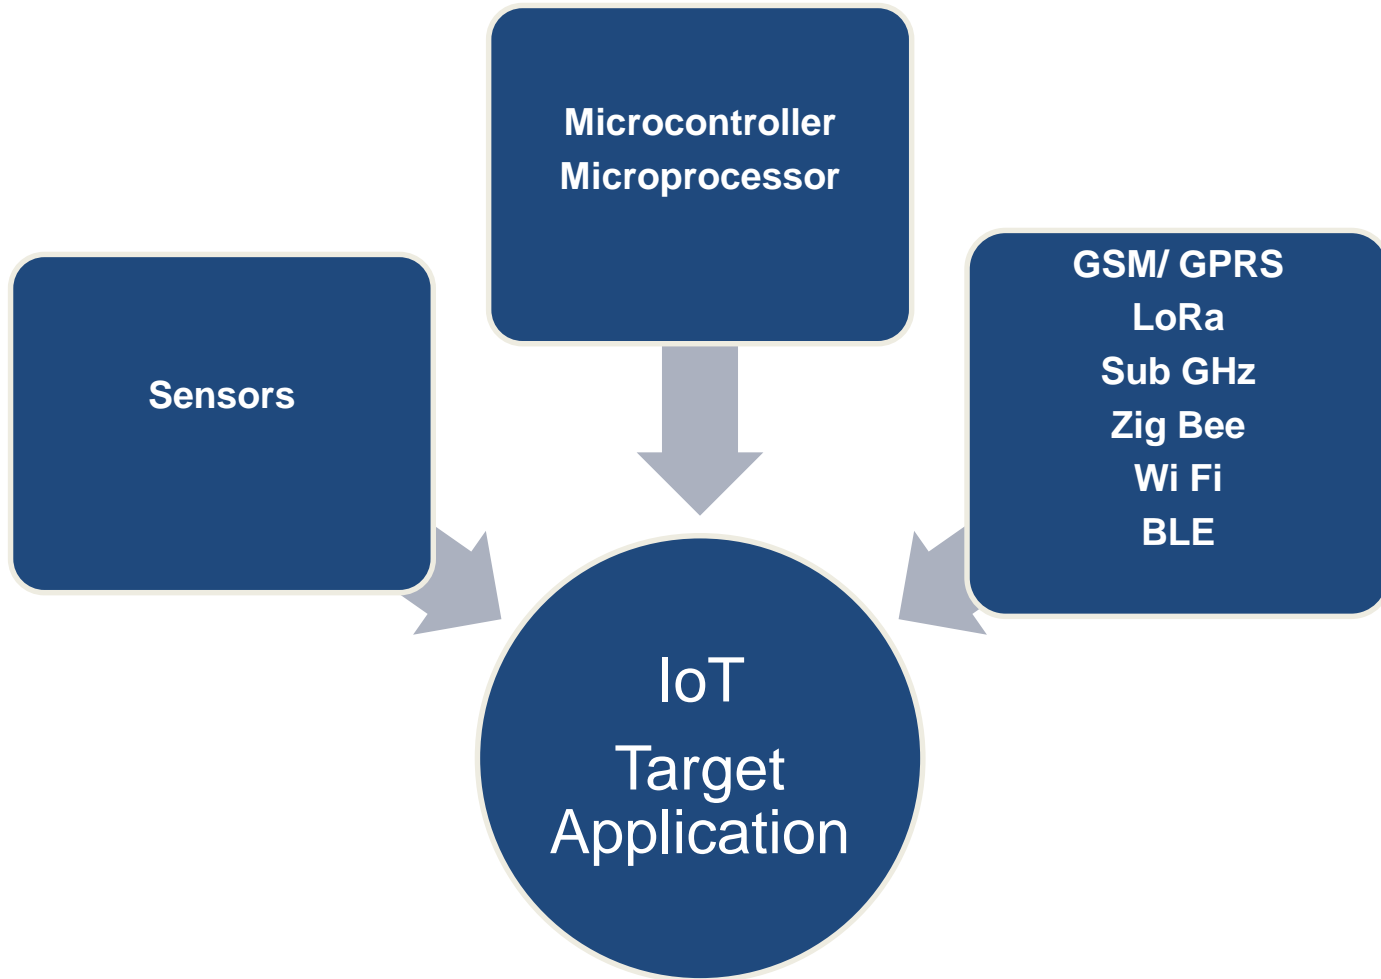 Microcontroller
Microprocessor
Sensors
GSM/ GPRS
LoRa
Sub GHz
Zig Bee
Wi Fi
BLE
IoT
Target
Application